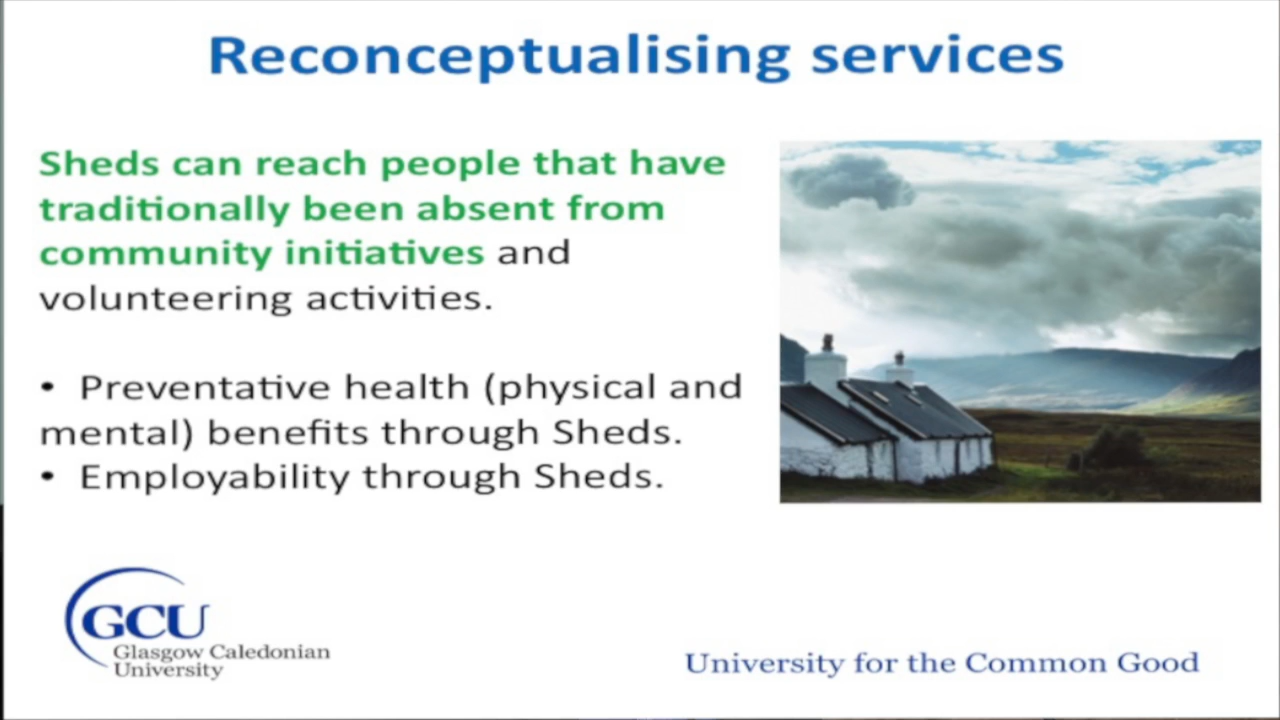 Reconceptualising services
Sheds can reach people that have
traditionally been absent from
community initiatives and
volunteering activities.
• Preventative health (physical and
mental) benefits through Sheds.
• Employability through Sheds.
GCU
Glasgow Caledonian
University
University for the Common Good